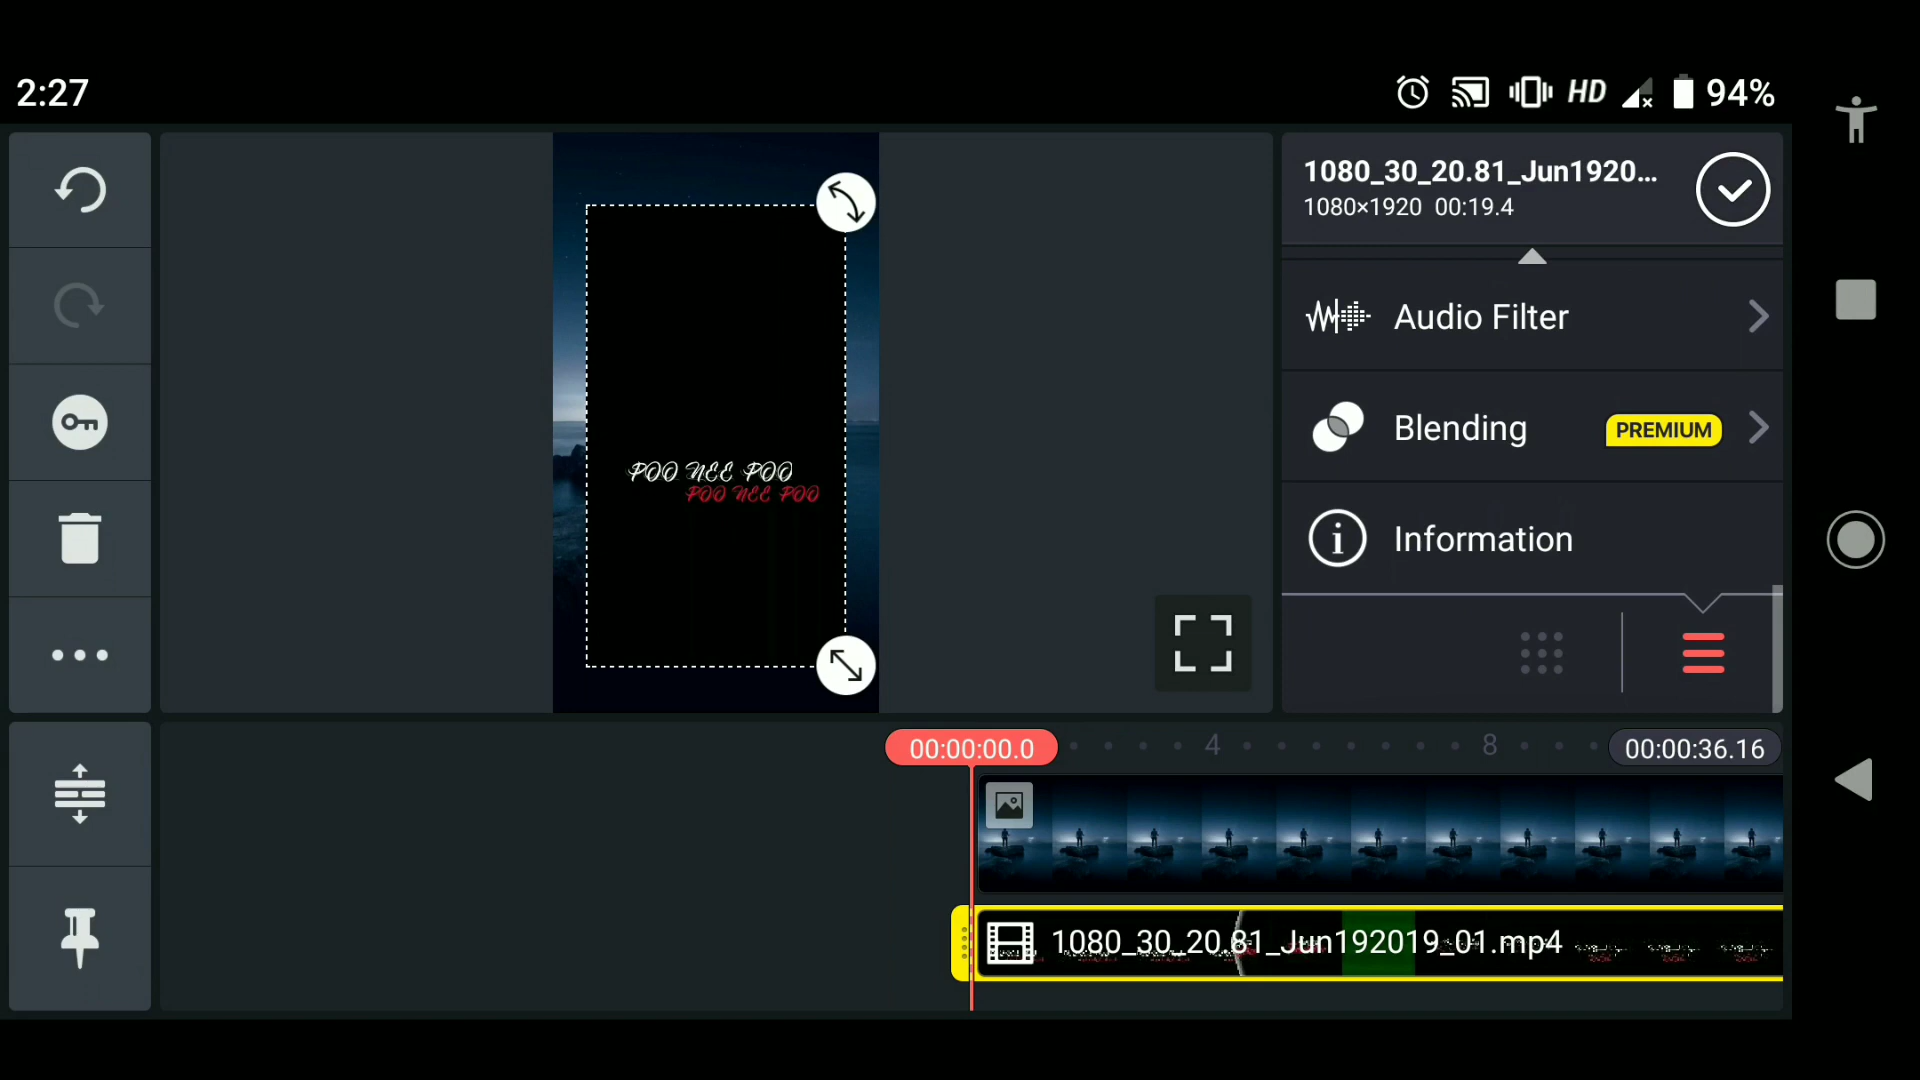 2:27
HD
94%
1080_30_20.81_Jun1920...
1080×1920 00:19.4
Audio Filter
Blending
PREMIUM
Information
POO NEE POO
POO NEE POO
00:00:00.0
4
8
00:00:36.16
1080_30_20.81_Jun192019_01.mp4